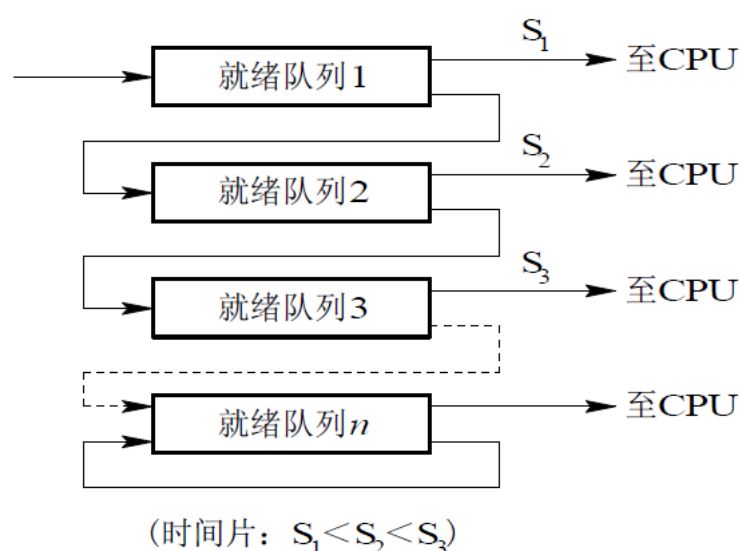 就绪队列1 S₁ 至CPU
就绪队列2 S₂ 至CPU
就绪队列3 S₃ 至CPU
就绪队列n 至CPU
(时间片：S₁<S₂<S₃)